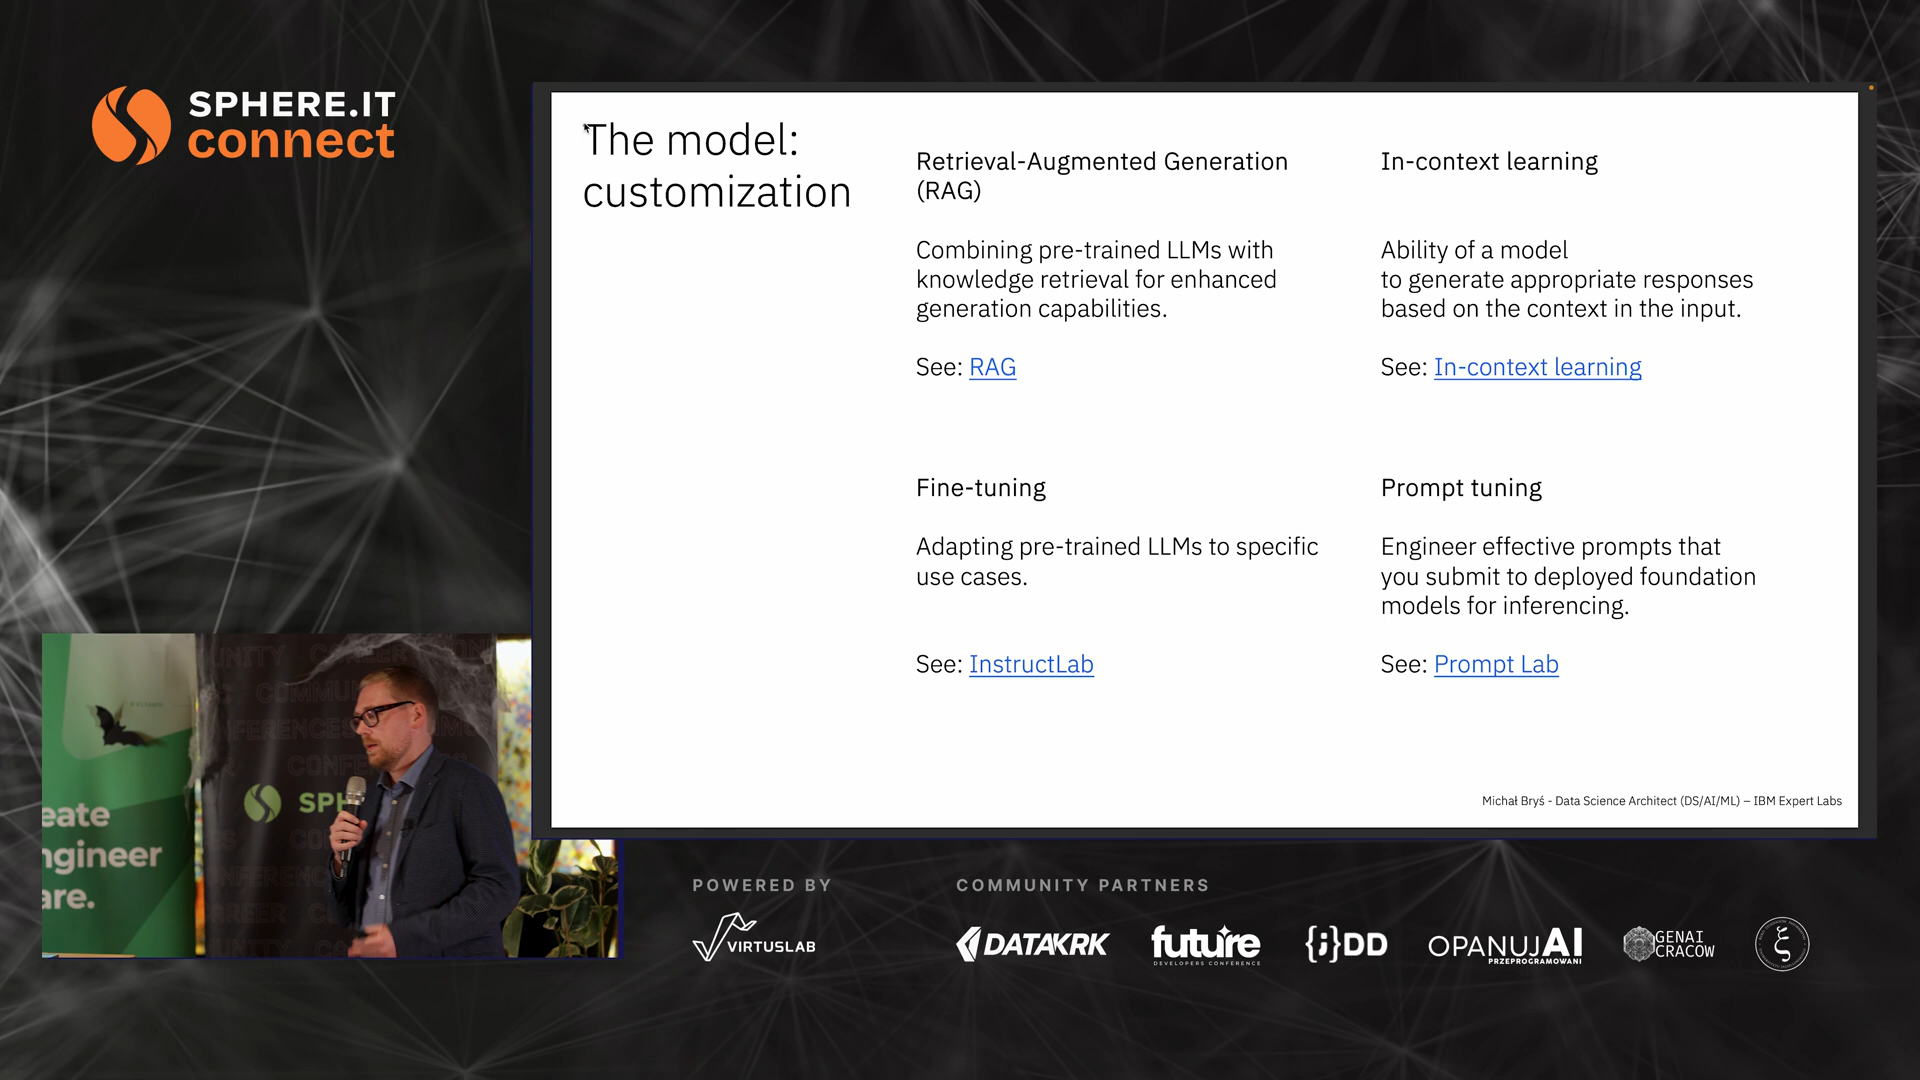 SPHERE.IT
connect
The model:
customization
Retrieval-Augmented Generation
(RAG)
Combining pre-trained LLMs with
knowledge retrieval for enhanced
generation capabilities.
See: RAG
In-context learning
Ability of a model
to generate appropriate responses
based on the context in the input.
See: In-context learning
Fine-tuning
Adapting pre-trained LLMs to specific
use cases.
See: InstructLab
Prompt tuning
Engineer effective prompts that
you submit to deployed foundation
models for inferencing.
See: Prompt Lab
Michał Bryś - Data Science Architect (DS/AI/ML) – IBM Expert Labs
eate
ngineer
are.
SPH
POWERED BY
VIRTUSLAB
COMMUNITY PARTNERS
DATAKRK
future
DEVELOPERS CONFERENCE
{;}DD
OPANUJAI
PRZEPROGRAMOWANI
GENAI
CRACOW